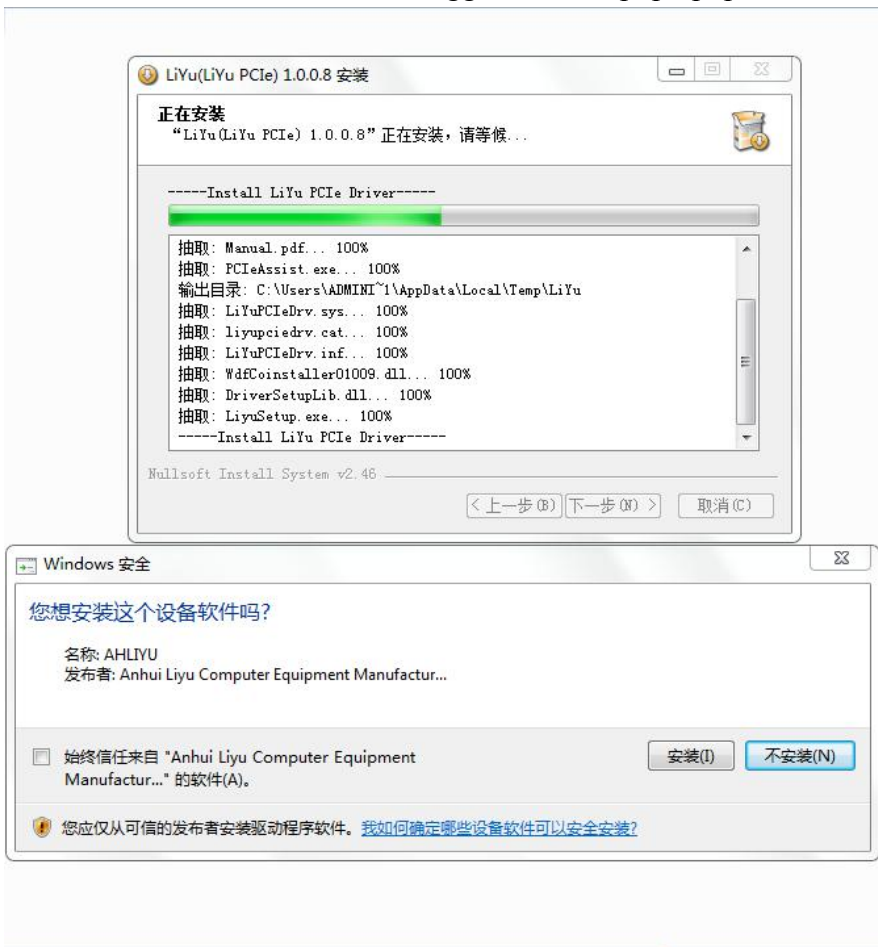 LiYu(LiYu PCIe) 1.0.0.8 安装
正在安装
“LiYu(LiYu PCIe) 1.0.0.8”正在安装，请等候...
-----Install LiYu PCIe Driver-----
抽取: Manual.pdf... 100%
抽取: PCIeAssist.exe... 100%
输出目录: C:\Users\ADMINI~1\AppData\Local\Temp\LiYu
抽取: LiYuPCIeDrv.sys... 100%
抽取: liyupciedrv.cat... 100%
抽取: LiYuPCIeDrv.inf... 100%
抽取: WdfCoinstaller01009.dll... 100%
抽取: DriverSetupLib.dll... 100%
抽取: LiyuSetup.exe... 100%
-----Install LiYu PCIe Driver-----
Nullsoft Install System v2.46
< 上一步(B) 下一步(N) > 取消(C)
Windows 安全
您想安装这个设备软件吗?
名称: AHLIYU
发布者: Anhui Liyu Computer Equipment Manufactur...
始终信任来自 "Anhui Liyu Computer Equipment
Manufactur..." 的软件(A)。
安装(I) 不安装(N)
您应仅从可信的发布者安装驱动程序软件。我如何确定哪些设备软件可以安全安装?